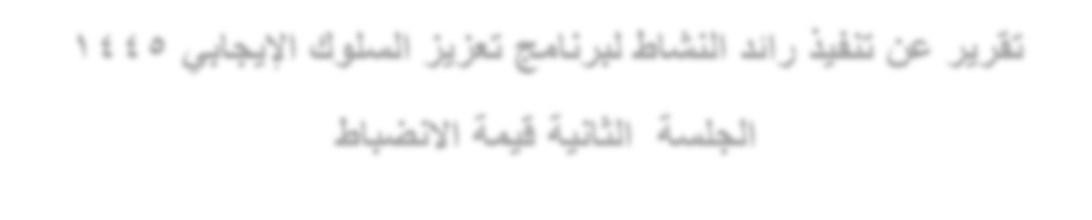 تقرير عن تنفيذ رائد النشاط لبرنامج تعزيز السلوك الإيجابي ١٤٤٥
الجلسة الثانية قيمة الانضباط